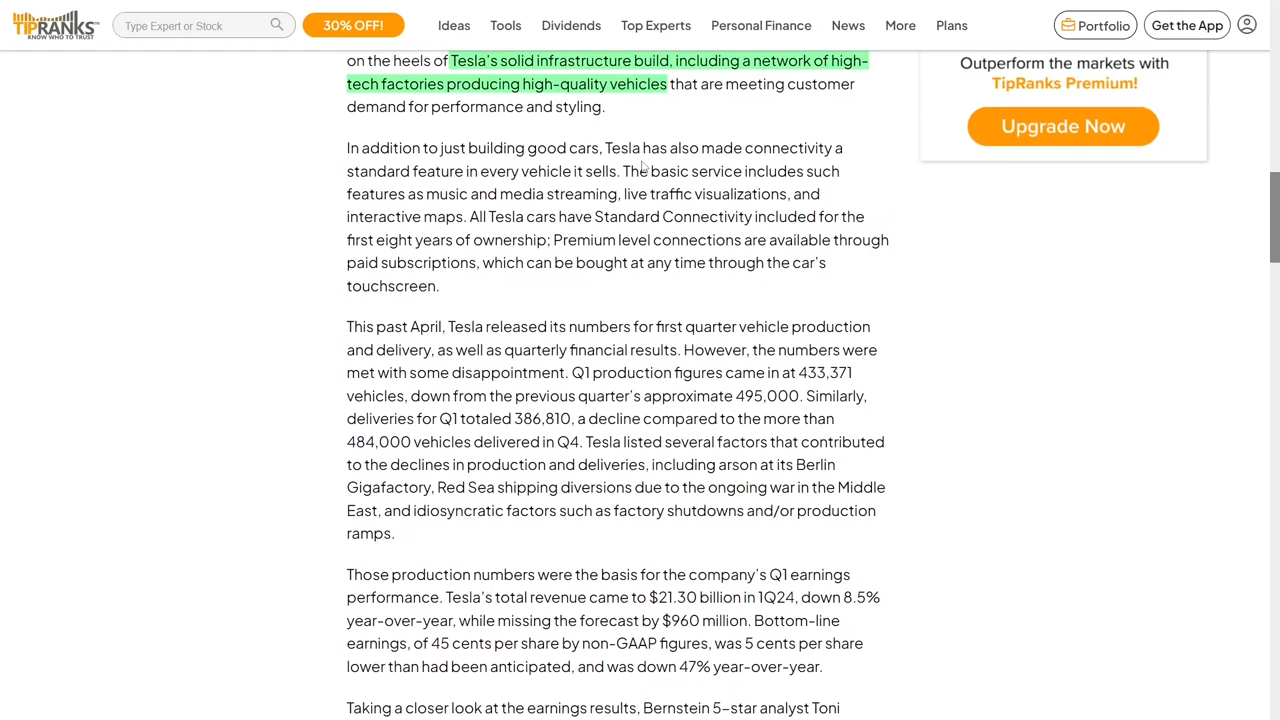 TIPRANKS
KNOW WHO TO TRUST
Type Expert or Stock
30% OFF!
Ideas
Tools
Dividends
Top Experts
Personal Finance
News
More
Plans
Portfolio
Get the App
on the heels of Tesla's solid infrastructure build, including a network of high-
tech factories producing high-quality vehicles that are meeting customer
demand for performance and styling.
In addition to just building good cars, Tesla has also made connectivity a
standard feature in every vehicle it sells. The basic service includes such
features as music and media streaming, live traffic visualizations, and
interactive maps. All Tesla cars have Standard Connectivity included for the
first eight years of ownership; Premium level connections are available through
paid subscriptions, which can be bought at any time through the car's
touchscreen.
This past April, Tesla released its numbers for first quarter vehicle production
and delivery, as well as quarterly financial results. However, the numbers were
met with some disappointment. Q1 production figures came in at 433,371
vehicles, down from the previous quarter's approximate 495,000. Similarly,
deliveries for Q1 totaled 386,810, a decline compared to the more than
484,000 vehicles delivered in Q4. Tesla listed several factors that contributed
to the declines in production and deliveries, including arson at its Berlin
Gigafactory, Red Sea shipping diversions due to the ongoing war in the Middle
East, and idiosyncratic factors such as factory shutdowns and/or production
ramps.
Those production numbers were the basis for the company's Q1 earnings
performance. Tesla's total revenue came to $21.30 billion in 1Q24, down 8.5%
year-over-year, while missing the forecast by $960 million. Bottom-line
earnings, of 45 cents per share by non-GAAP figures, was 5 cents per share
lower than had been anticipated, and was down 47% year-over-year.
Taking a closer look at the earnings results, Bernstein 5-star analyst Toni
Outperform the markets with
TipRanks Premium!
Upgrade Now